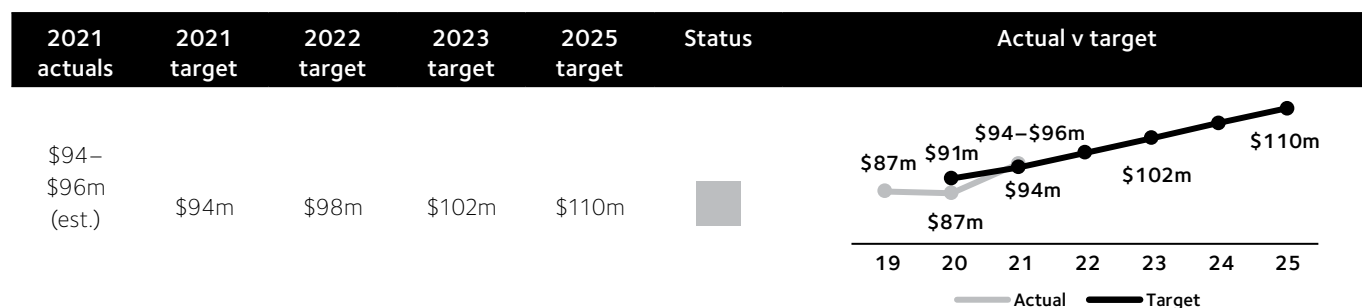 2021 actuals
2021 target
2022 target
2023 target
2025 target
Status
Actual v target
$94–
$96m
(est.)
$94m
$98m
$102m
$110m
$87m
$91m
$94–$96m
$87m
$94m
$102m
$110m
19 20 21 22 23 24 25
Actual Target